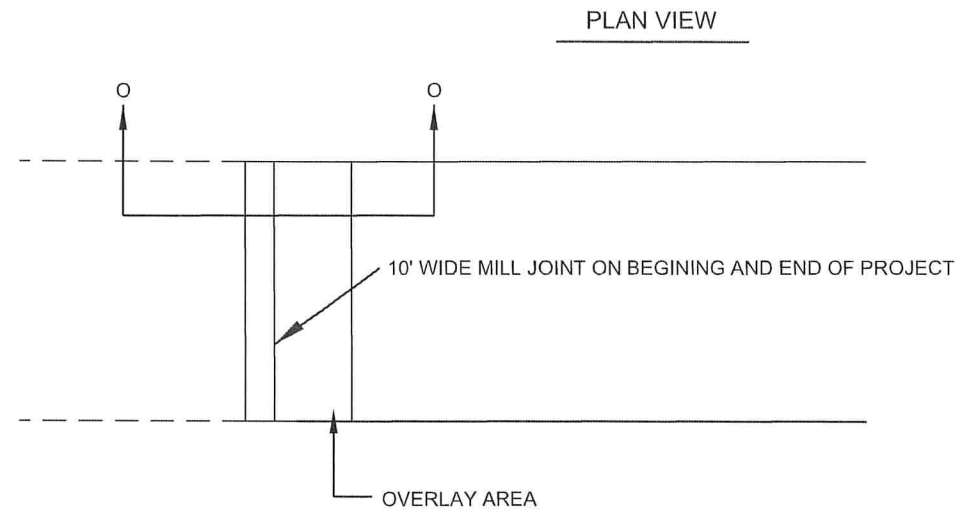 PLAN VIEW
O O
10' WIDE MILL JOINT ON BEGINING AND END OF PROJECT
OVERLAY AREA